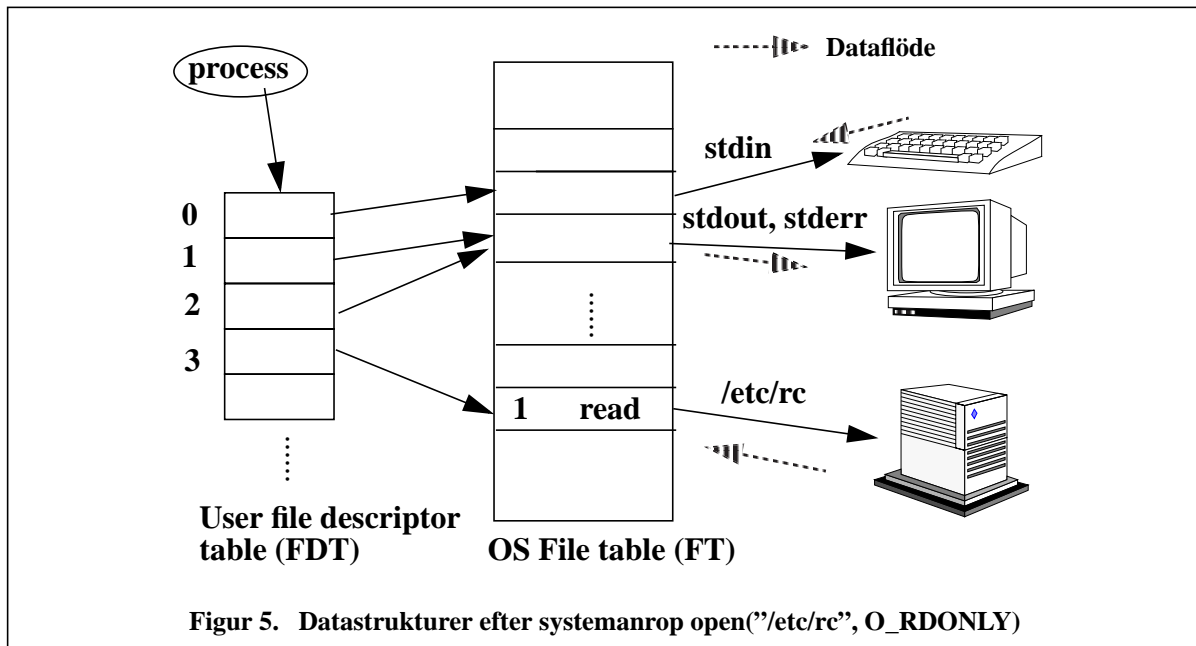 Dataflöde
process
stdin
0
stdout, stderr
1
2
3
/etc/rc
1 read
User file descriptor
table (FDT)
OS File table (FT)
Figur 5. Datastrukturer efter systemanrop open(”/etc/rc”, O_RDONLY)